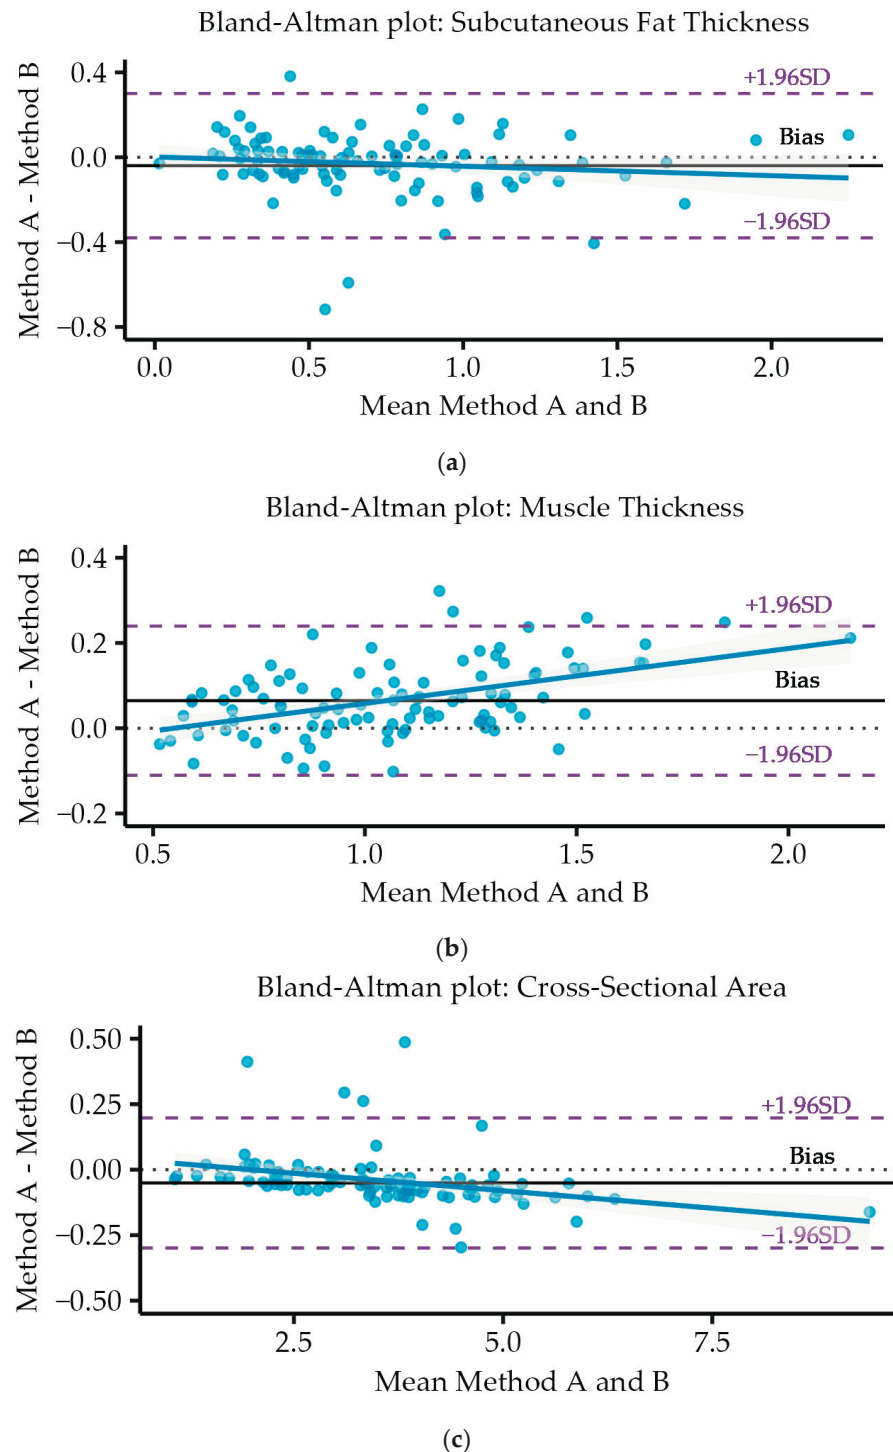 Bland-Altman plot: Subcutaneous Fat Thickness
Method A - Method B
0.4
0.0
−0.4
−0.8
+1.96SD
Bias
−1.96SD
0.0 0.5 1.0 1.5 2.0
Mean Method A and B
(a)
Bland-Altman plot: Muscle Thickness
Method A - Method B
0.4
0.2
0.0
−0.2
+1.96SD
Bias
−1.96SD
0.5 1.0 1.5 2.0
Mean Method A and B
(b)
Bland-Altman plot: Cross-Sectional Area
Method A - Method B
0.50
0.25
0.00
−0.25
−0.50
+1.96SD
Bias
−1.96SD
2.5 5.0 7.5
Mean Method A and B
(c)